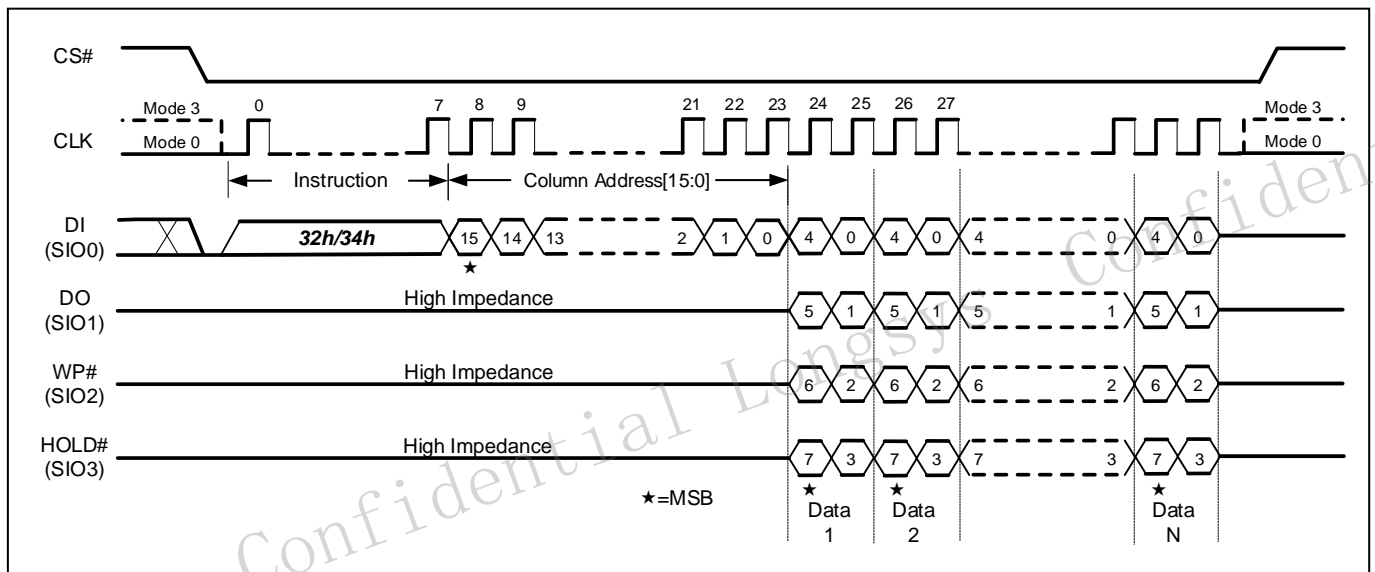 CS#
Mode 3 0 7 8 9 21 22 23 24 25 26 27 Mode 3
CLK Mode 0 Mode 0
Instruction Column Address[15:0]
DI 32h/34h 15 14 13 2 1 0 4 0 4 0 4 0 4 0
(SIO0)
★
DO High Impedance 5 1 5 1 5 1 5 1
(SIO1)
WP# High Impedance 6 2 6 2 6 2 6 2
(SIO2)
HOLD# High Impedance 7 3 7 3 7 3 7 3
(SIO3)
★=MSB ★ ★ ★
Data Data Data
1 2 N
Confidential Longsys Confident